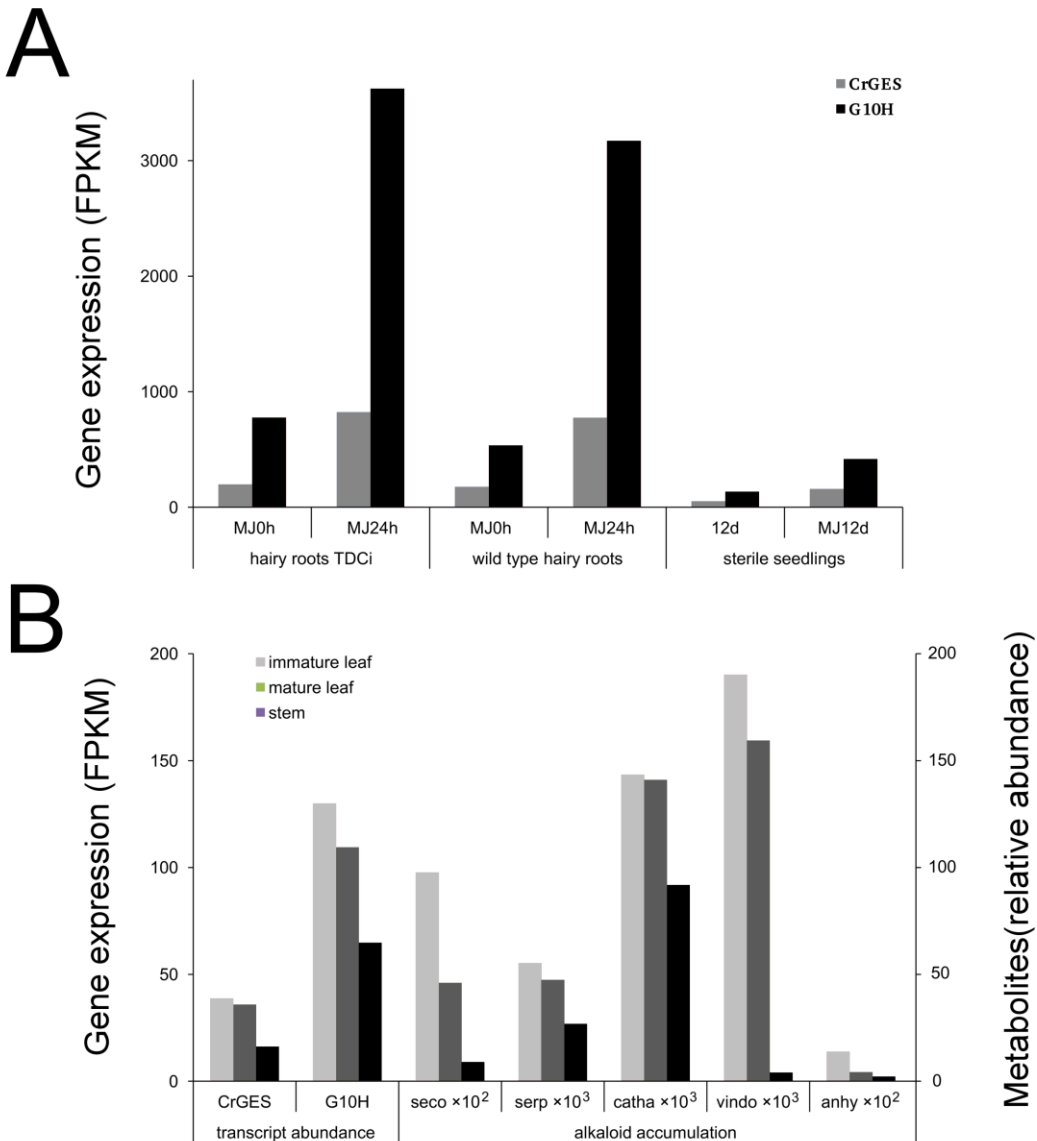 A
Gene expression (FPKM)
3000
2000
1000
0
CrGES
G10H
MJ0h MJ24h MJ0h MJ24h 12d MJ12d
hairy roots TDCi wild type hairy roots sterile seedlings
B
Gene expression (FPKM)
200
150
100
50
0
immature leaf
mature leaf
stem
200
150
100
50
0
Metabolites(relative abundance)
CrGES G10H seco ×10² serp ×10³ catha ×10³ vindo ×10³ anhy ×10²
transcript abundance alkaloid accumulation